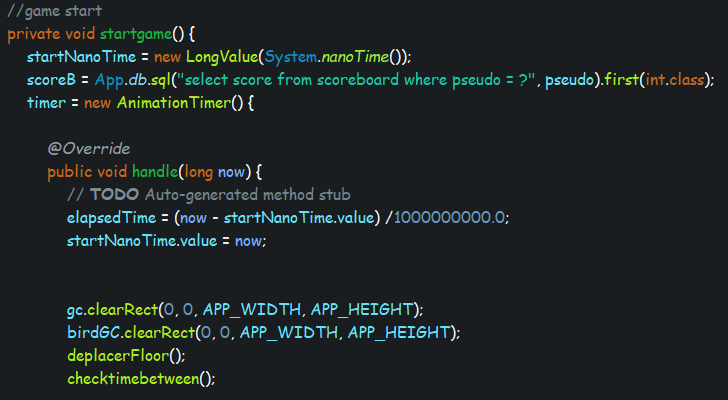 //game start
private void startgame() {
startNanoTime = new LongValue(System.nanoTime());
scoreB = App.db.sql("select score from scoreboard where pseudo = ?", pseudo).first(int.class);
timer = new AnimationTimer() {
@Override
public void handle(long now) {
// TODO Auto-generated method stub
elapsedTime = (now - startNanoTime.value) /1000000000.0;
startNanoTime.value = now;
gc.clearRect(0, 0, APP_WIDTH, APP_HEIGHT);
birdGC.clearRect(0, 0, APP_WIDTH, APP_HEIGHT);
deplacerFloor();
checktimebetween();